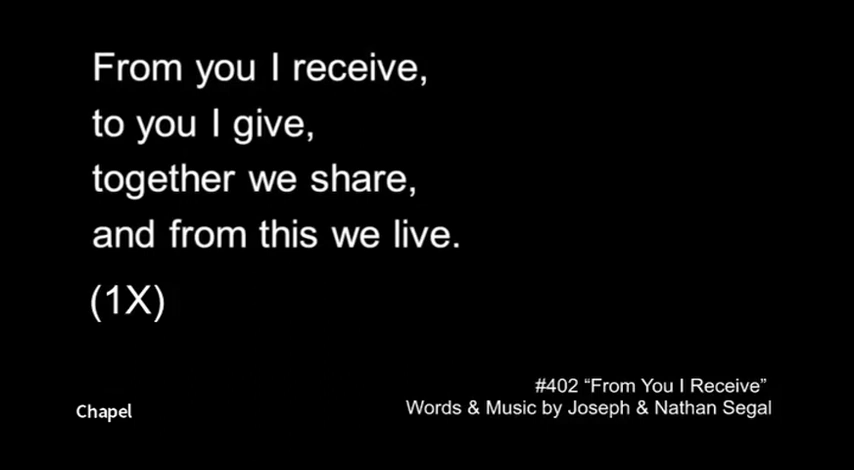 From you I receive,
to you I give,
together we share,
and from this we live.
(1X)
#402 “From You I Receive”
Words & Music by Joseph & Nathan Segal
Chapel